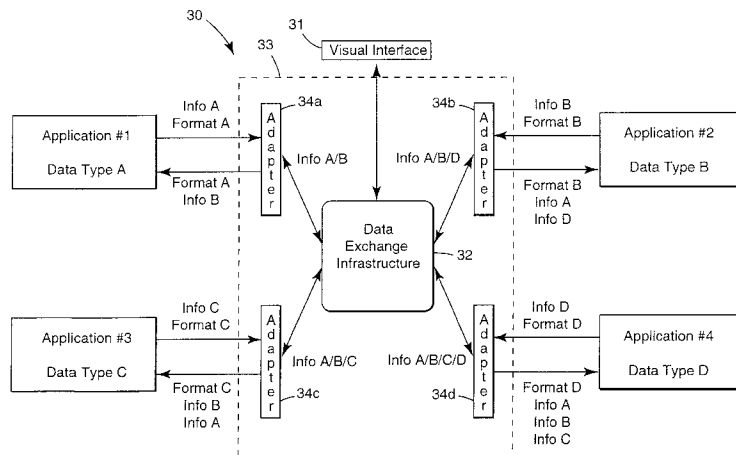 30
31
Visual Interface
33
Info A
Format A
34a
Adapter
Application #1
Data Type A
Format A
Info B
Info A/B
34b
Adapter
Info A/B/D
Info B
Format B
Application #2
Data Type B
Format B
Info A
Info D
Data
Exchange
Infrastructure
32
Info C
Format C
Adapter
Application #3
Data Type C
Format C
Info B
Info A
34c
Info A/B/C
Info A/B/C/D
Adapter
34d
Info D
Format D
Application #4
Data Type D
Format D
Info A
Info B
Info C